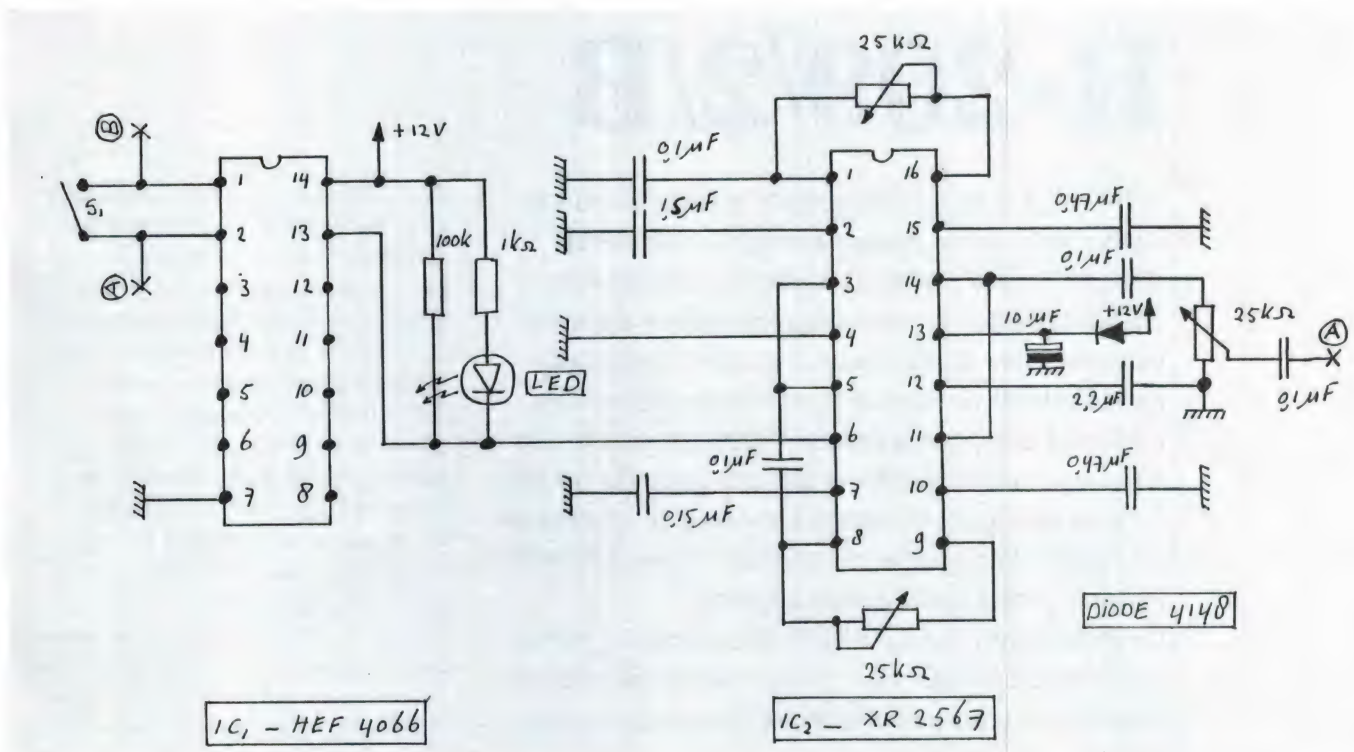 25kΩ
B
+12V
0,1µF
1 14
1 16
S1
1,5µF
0,47µF
2 13
100k
1kΩ
2 15
0,1µF
A
3 12
3 14
10µF
+12V
25kΩ
A
4 11
4 13
LED
5 10
5 12
2,2µF
0,1µF
6 9
6 11
0,1µF
0,47µF
7 8
7 10
0,15µF
8 9
DIODE 4148
25kΩ
IC1 _ HEF 4066
IC2 _ XR 2567